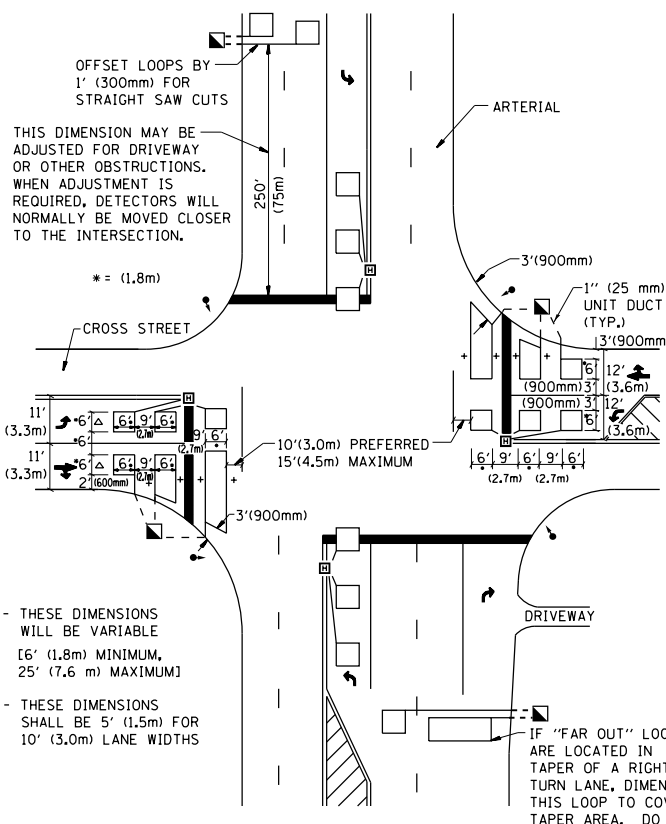 OFFSET LOOPS BY
1' (300mm) FOR
STRAIGHT SAW CUTS
ARTERIAL
THIS DIMENSION MAY BE
ADJUSTED FOR DRIVEWAY
OR OTHER OBSTRUCTIONS.
WHEN ADJUSTMENT IS
REQUIRED, DETECTORS WILL
NORMALLY BE MOVED CLOSER
TO THE INTERSECTION.
250'
(75m)
* = (1.8m)
H
3'(900mm)
1" (25 mm)
UNIT DUCT
(TYP.)
CROSS STREET
3'(900mm
*6'
12'
(3.6m)
(900mm) 3'
(900mm) 3'
12'
*6'
(3.6m)
H
H
11'
(3.3m)
*6'
6' 9' 6'
(2.7m)
*6'
9' 6'
(2.7m)
11'
(3.3m)
*6'
6' 9' 6'
(2.7m)
2' (600mm)
10'(3.0m) PREFERRED
15'(4.5m) MAXIMUM
6' 9' 6' 9' 6'
(2.7m) (2.7m)
3'(900mm)
H
- THESE DIMENSIONS
WILL BE VARIABLE
[6' (1.8m) MINIMUM,
25' (7.6 m) MAXIMUM]
DRIVEWAY
- THESE DIMENSIONS
SHALL BE 5' (1.5m) FOR
10' (3.0m) LANE WIDTHS
IF "FAR OUT" LOO
ARE LOCATED IN
TAPER OF A RIGHT
TURN LANE, DIMEN
THIS LOOP TO COV
TAPER AREA. DO